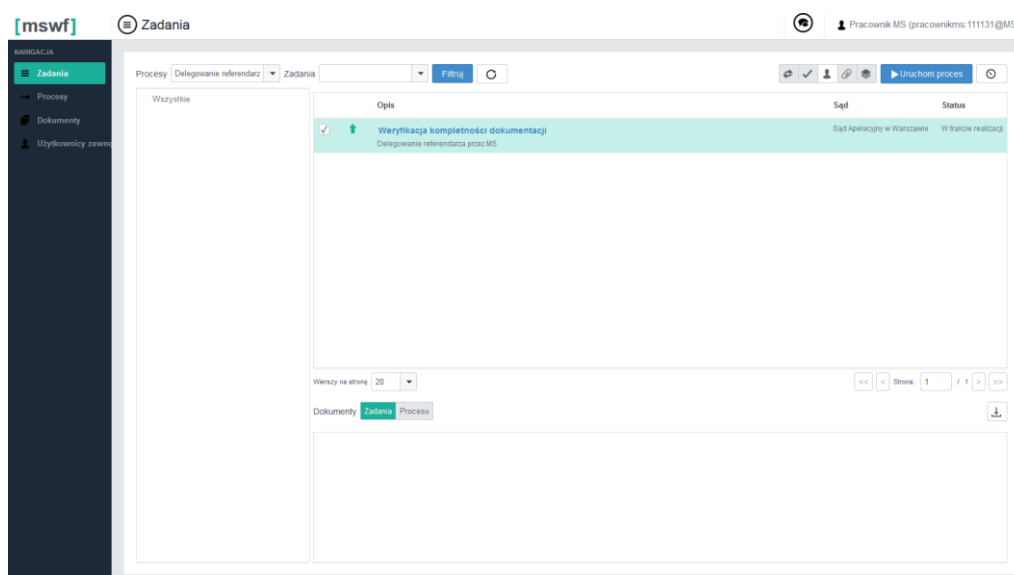 [mswf]
Zadania
Pracownik MS (pracownikms:111131@MS
NAWIGACJA
Zadania
Procesy
Dokumenty
Użytkownicy zewnę
Procesy Delegowanie referendarz Zadania Filtruj Uruchom proces
Wszystkie
Opis Sąd Status
Weryfikacja kompletności dokumentacji Sąd Apelacyjny w Warszawie W trakcie realizacji
Delegowanie referendarza przez MS
Wierszy na stronę 20 << < Strona: 1 / 1 > >>
Dokumenty Zadania Procesu